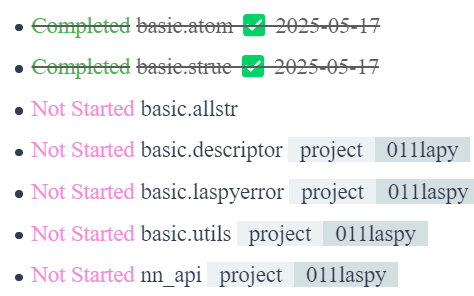 Completed basic.atom ✅ 2025-05-17
Completed basic.struc ✅ 2025-05-17
Not Started basic.allstr
Not Started basic.descriptor project 011lapy
Not Started basic.laspyerror project 011laspy
Not Started basic.utils project 011laspy
Not Started nn_api project 011laspy